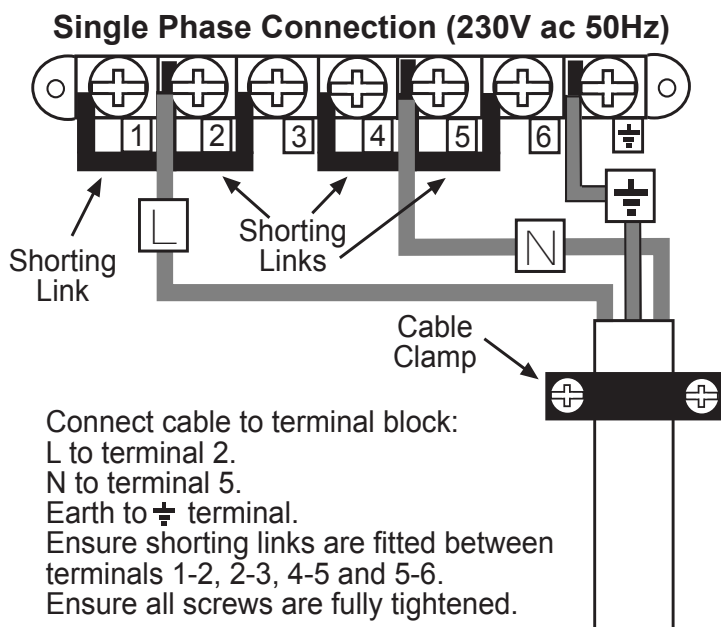 Single Phase Connection (230V ac 50Hz)
1 2 3 4 5 6 ⏚
L
Shorting
Link
Shorting
Links
N
Cable
Clamp
Connect cable to terminal block:
L to terminal 2.
N to terminal 5.
Earth to ⏚ terminal.
Ensure shorting links are fitted between
terminals 1-2, 2-3, 4-5 and 5-6.
Ensure all screws are fully tightened.